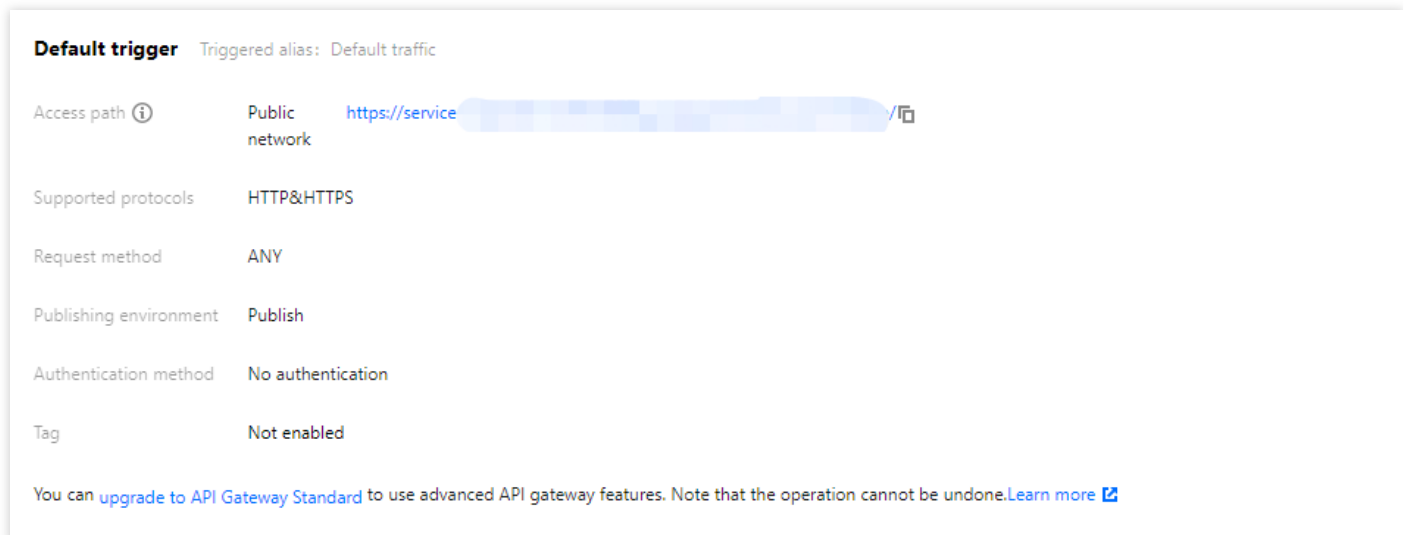 Default trigger Triggered alias: Default traffic
Access path Public network https://service /
Supported protocols HTTP&HTTPS
Request method ANY
Publishing environment Publish
Authentication method No authentication
Tag Not enabled
You can upgrade to API Gateway Standard to use advanced API gateway features. Note that the operation cannot be undone.Learn more